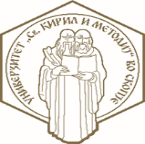 УНИВЕРЗИТЕТ „Св. КИРИЛ И МЕТОДИЈ“ ВО СКОПЈЕ